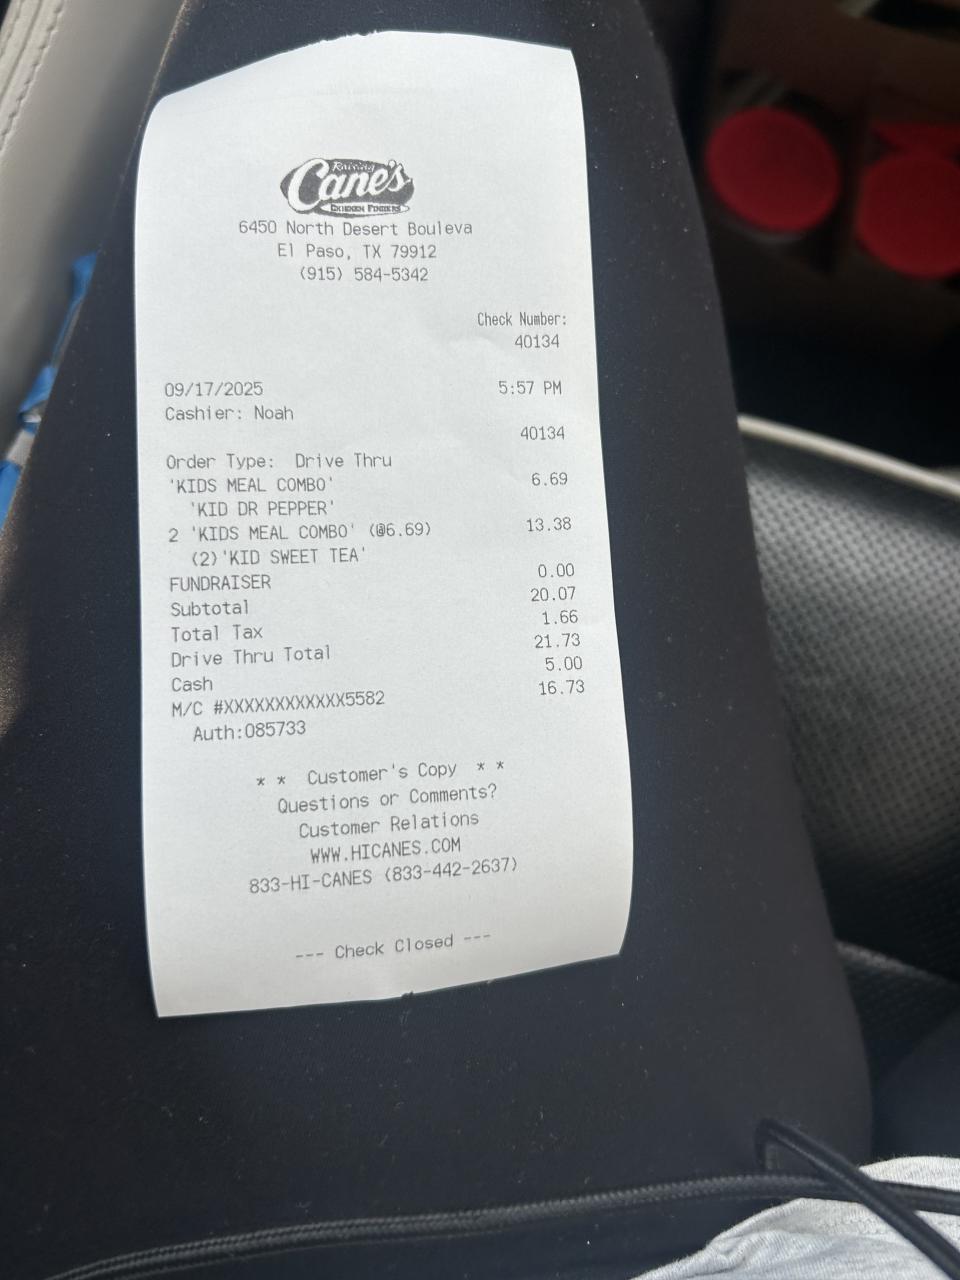 Raising
Cane's
CHICKEN FINGERS
6450 North Desert Bouleva
El Paso, TX 79912
(915) 584-5342
Check Number:
40134
09/17/2025 5:57 PM
Cashier: Noah
40134
Order Type: Drive Thru
'KIDS MEAL COMBO' 6.69
'KID DR PEPPER'
2 'KIDS MEAL COMBO' (@6.69) 13.38
(2)'KID SWEET TEA'
FUNDRAISER 0.00
Subtotal 20.07
Total Tax 1.66
Drive Thru Total 21.73
Cash 5.00
M/C #XXXXXXXXXXXX5582 16.73
Auth:085733
* * Customer's Copy * *
Questions or Comments?
Customer Relations
WWW.HICANES.COM
833-HI-CANES (833-442-2637)
--- Check Closed ---